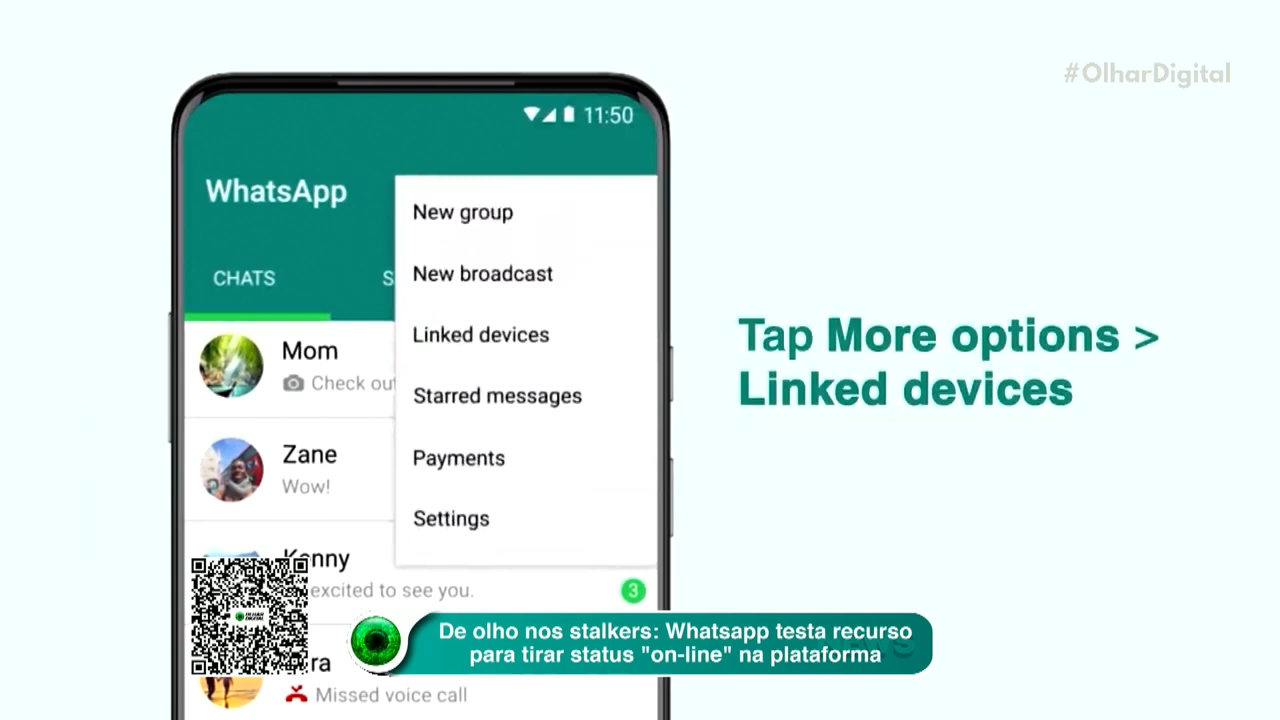 #OlharDigital
11:50
WhatsApp
CHATS
New group
New broadcast
Linked devices
Starred messages
Payments
Settings
Mom
Check
Zane
Wow!
excited to see you.
3
Missed voice call
Tap More options >
Linked devices
OLHAR
DIGITAL
De olho nos stalkers: Whatsapp testa recurso
para tirar status "on-line" na plataforma